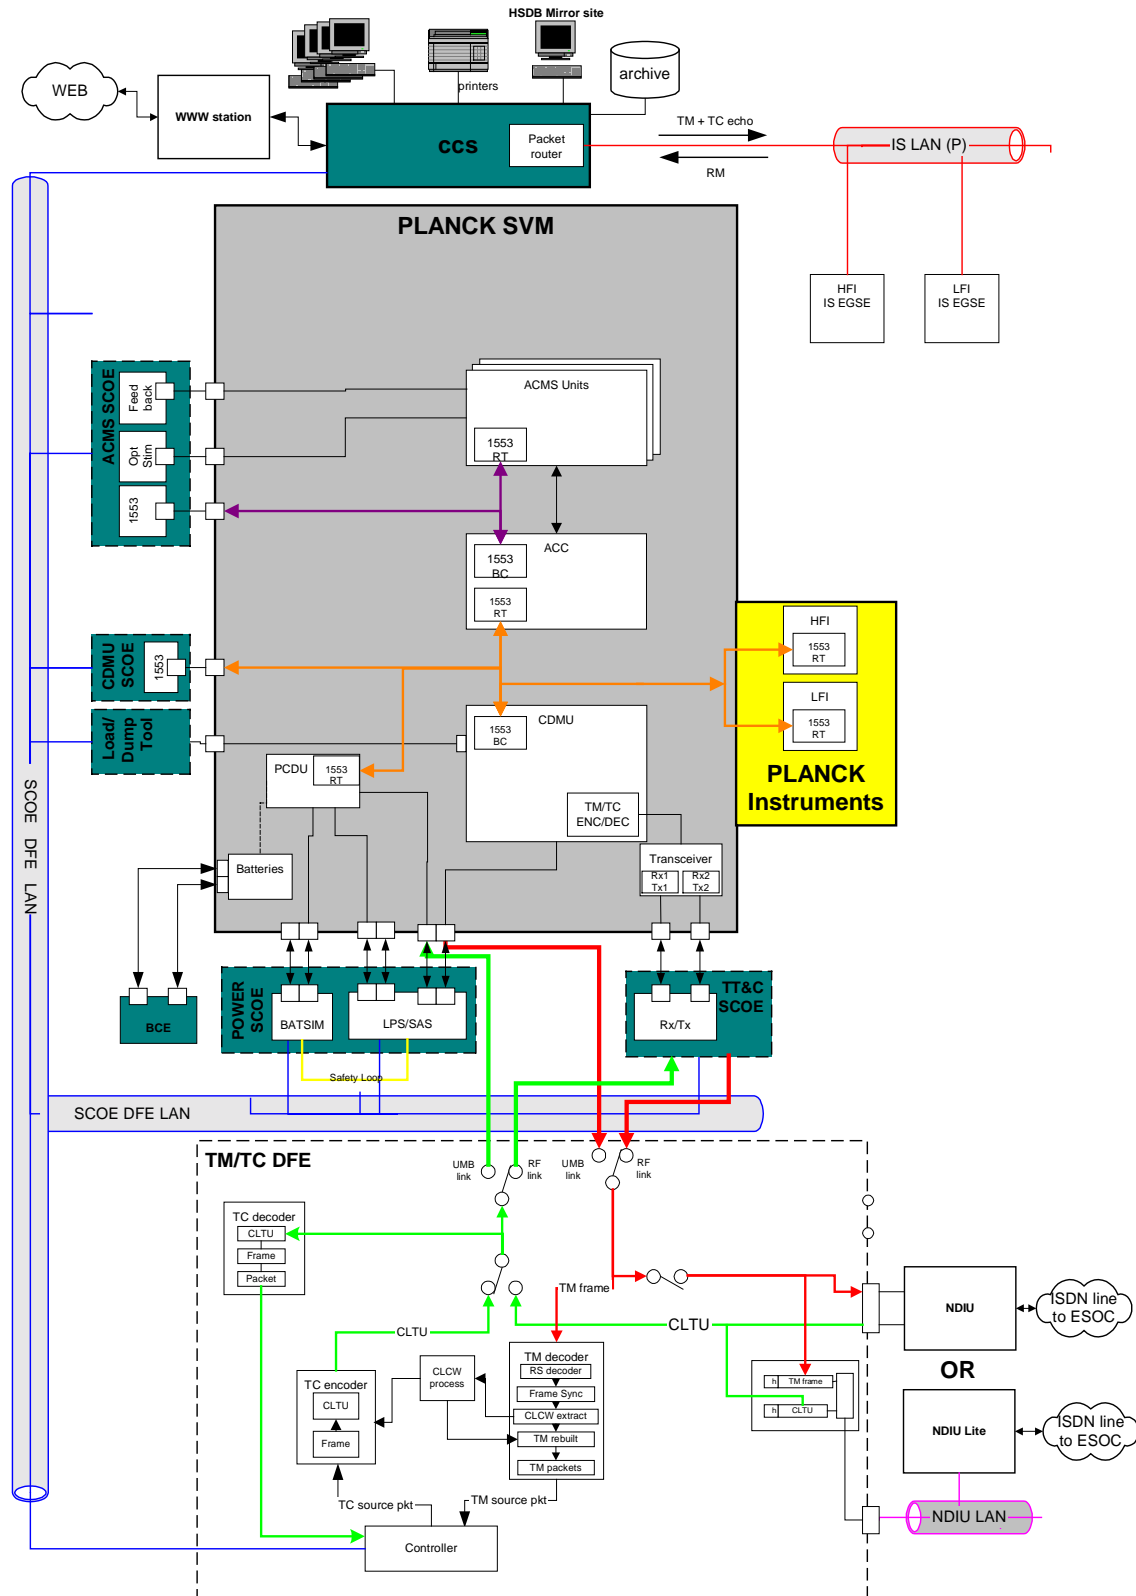 HSDB Mirror site
WEB
WWW station
printers
archive
CCS
Packet
router
TM + TC echo
RM
IS LAN (P)
HFI
IS EGSE
LFI
IS EGSE
PLANCK SVM
ACMS SCOE
Feed
back
Opt
Stim
1553
ACMS Units
1553
RT
ACC
1553
BC
1553
RT
CDMU
SCOE
1553
Load/
Dump
Tool
HFI
1553
RT
LFI
1553
RT
PLANCK
Instruments
CDMU
1553
BC
PCDU
1553
RT
TM/TC
ENC/DEC
Transceiver
Rx1
Tx1
Rx2
Tx2
Batteries
SCOE DFE LAN
BCE
POWER
SCOE
BATSIM
LPS/SAS
Safety Loop
TT&C
SCOE
Rx/Tx
SCOE DFE LAN
TM/TC DFE
UMB
link
RF
link
UMB
link
RF
link
TC decoder
CLTU
Frame
Packet
TM frame
CLTU
CLTU
NDIU
ISDN line
to ESOC
OR
NDIU Lite
ISDN line
to ESOC
NDIU LAN
h
TM frame
h
CLTU
TC encoder
CLTU
Frame
CLCW
process
TM decoder
RS decoder
Frame Sync
CLCW extract
TM rebuilt
TM packets
TC source pkt
TM source pkt
Controller